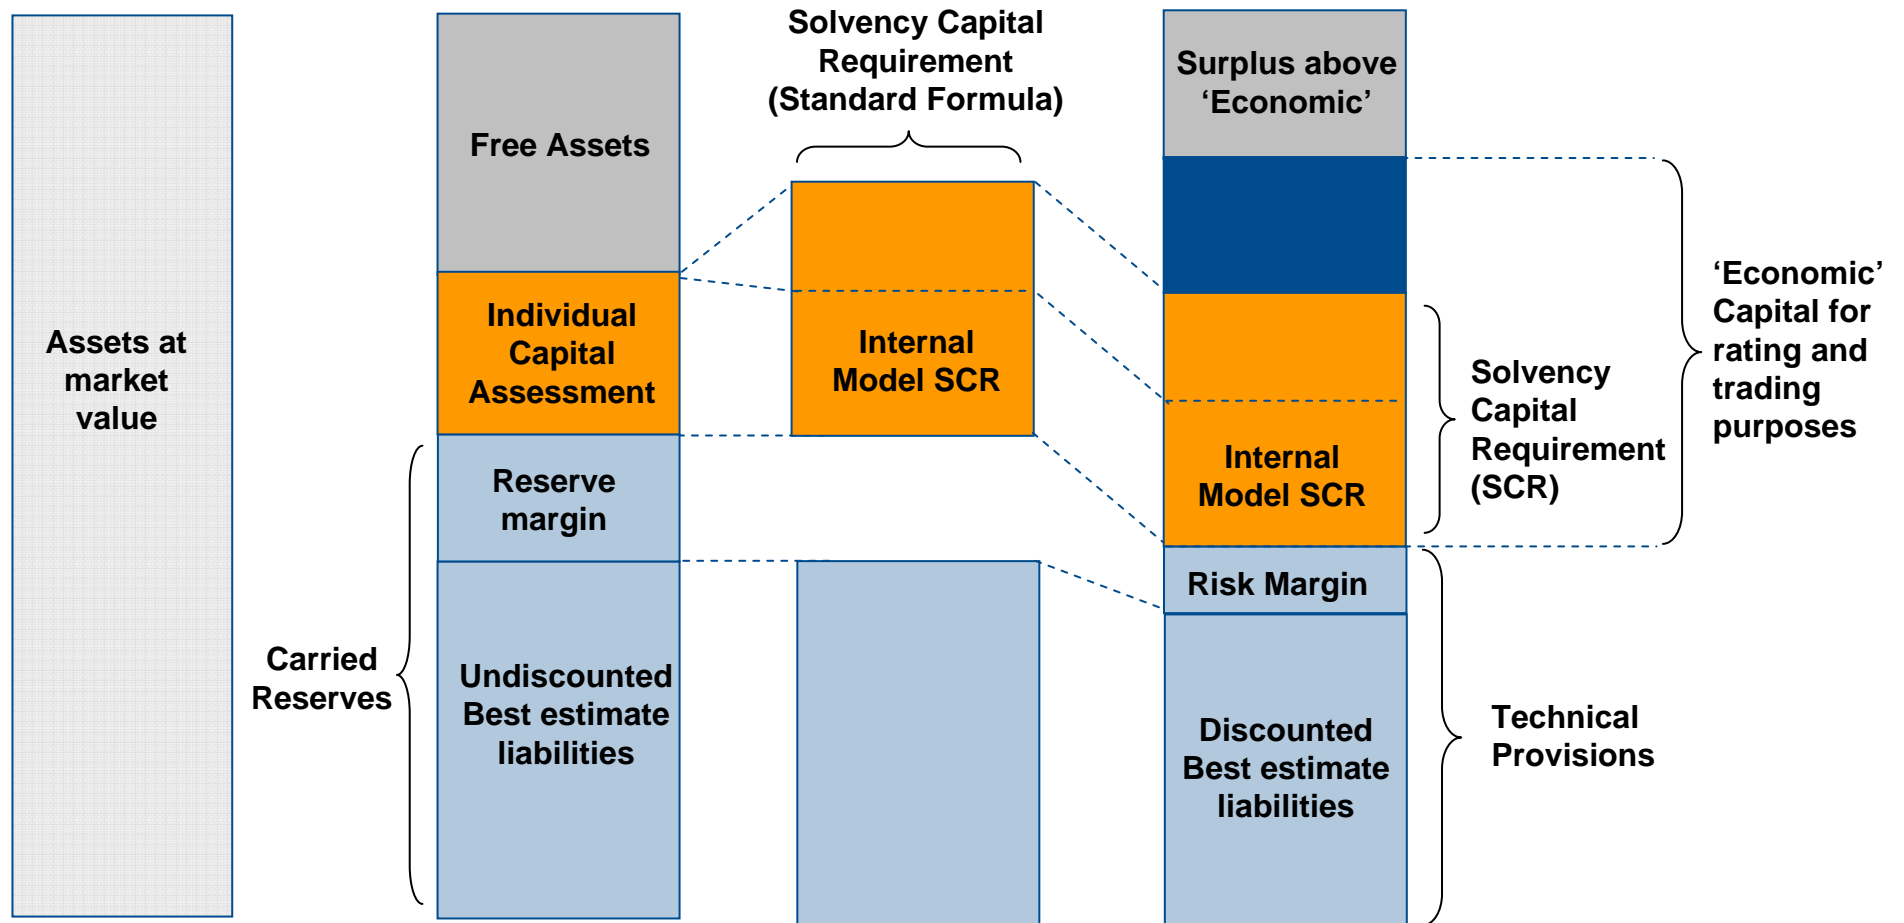 Assets at
market
value
Carried
Reserves
Free Assets
Individual
Capital
Assessment
Reserve
margin
Undiscounted
Best estimate
liabilities
Solvency Capital
Requirement
(Standard Formula)
Internal
Model SCR
Surplus above
‘Economic’
Internal
Model SCR
Risk Margin
Discounted
Best estimate
liabilities
Solvency
Capital
Requirement
(SCR)
Technical
Provisions
‘Economic’
Capital for
rating and
trading
purposes